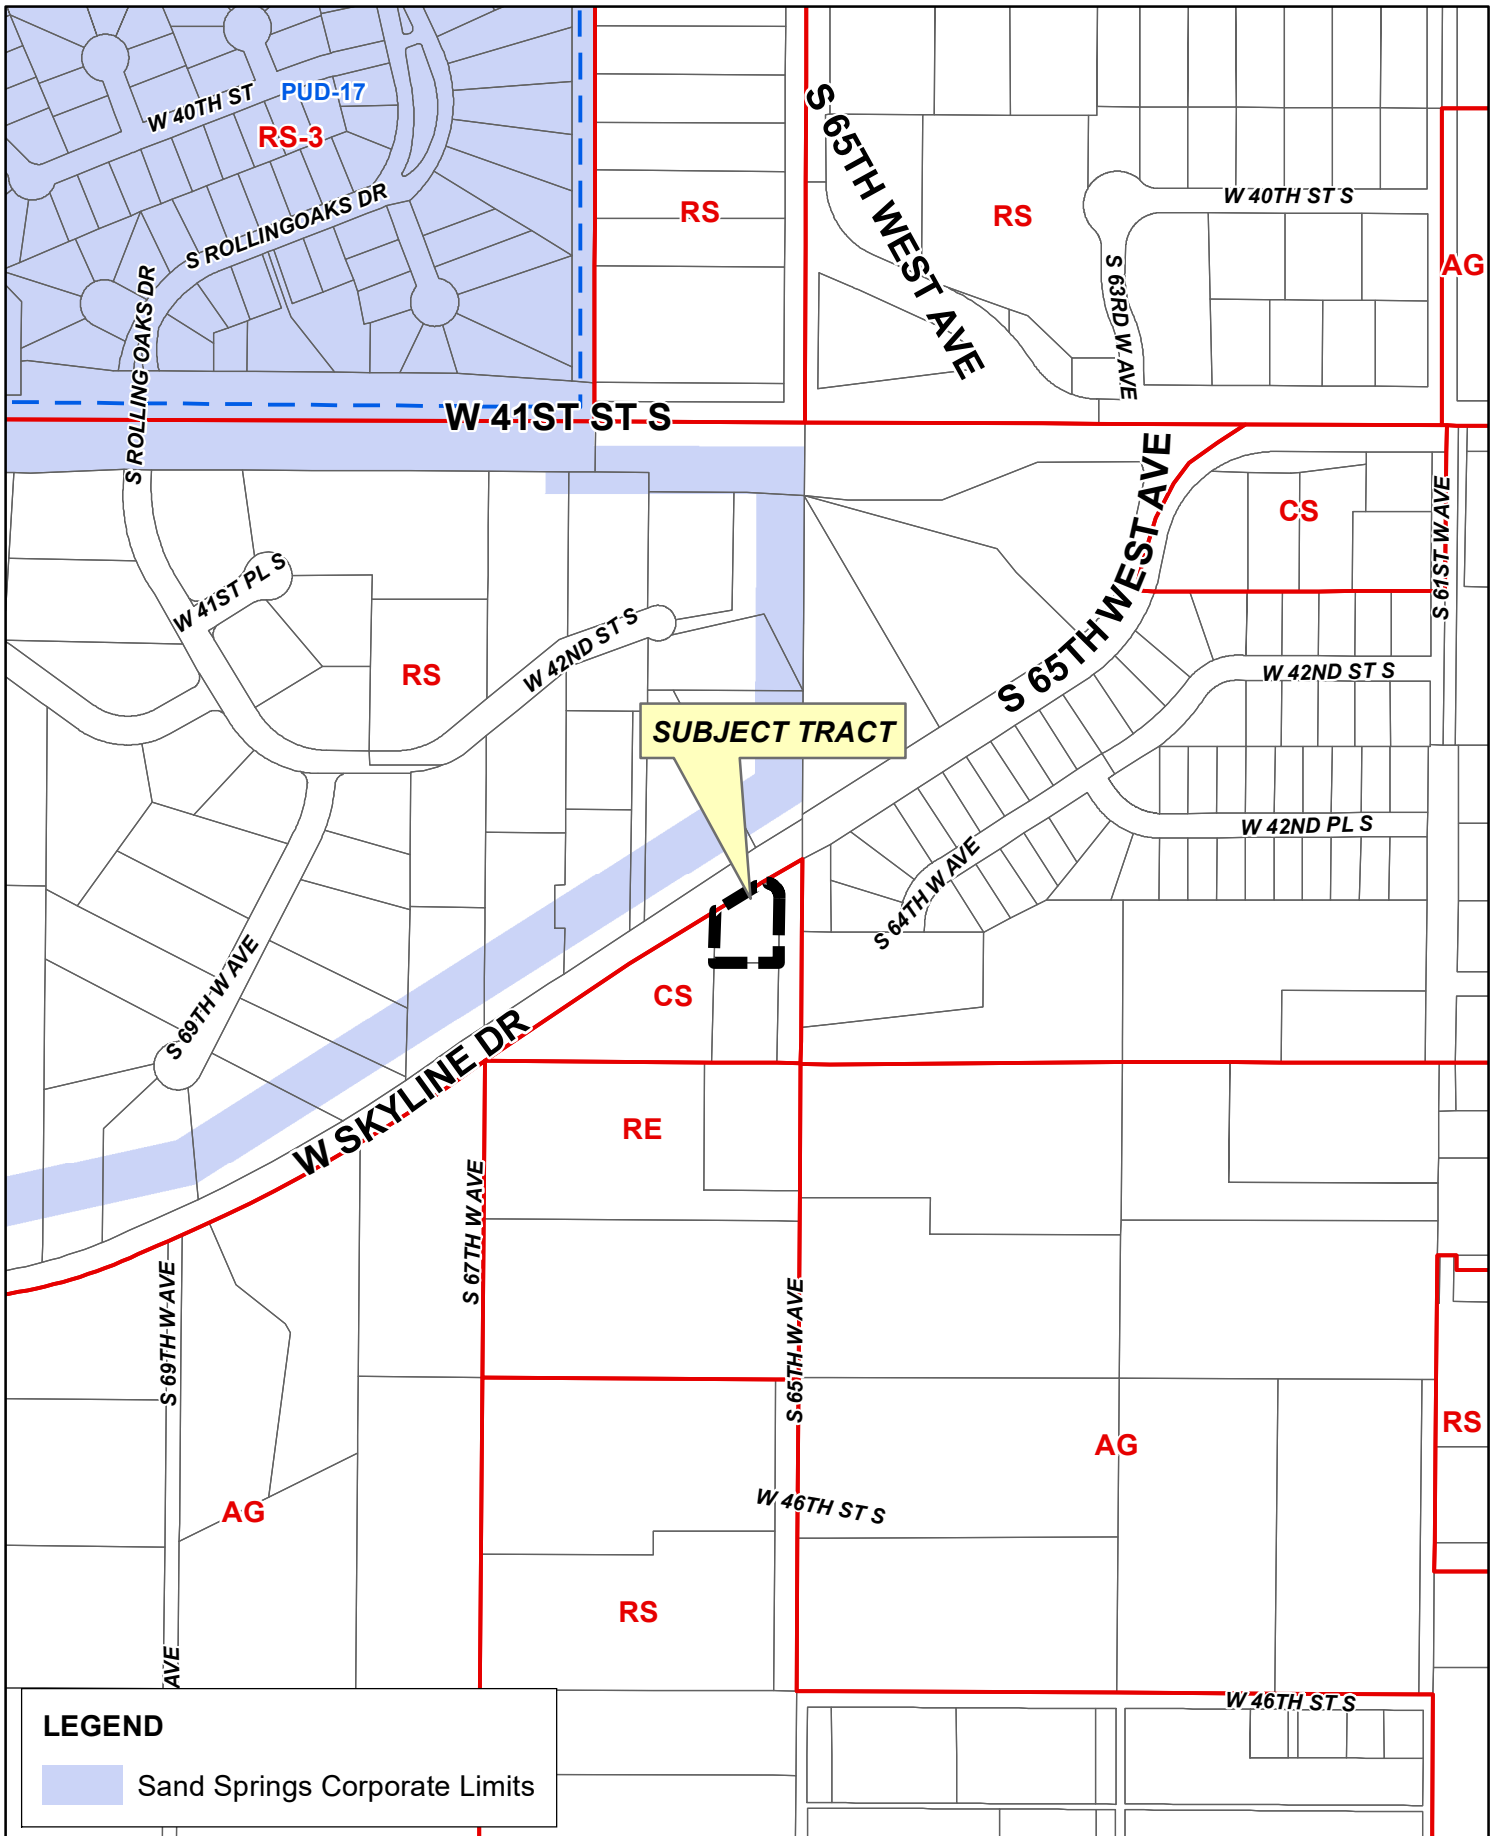 W 40TH ST
PUD-17
RS-3
S ROLLINGOAKS DR
S ROLLING OAKS DR
RS
S 65TH WEST AVE
RS
W 40TH ST S
S 63RD W AVE
AG
W 41ST ST S
S 65TH WEST AVE
CS
S 61ST W AVE
W 41ST PL S
W 42ND ST S
RS
W 42ND ST S
SUBJECT TRACT
W 42ND PL S
S 64TH W AVE
S 69TH W AVE
CS
W SKYLINE DR
RE
S 67TH W AVE
S 69TH W AVE
S 65TH W AVE
RS
AG
AG
W 46TH ST S
RS
AVE
W 46TH ST S
LEGEND
Sand Springs Corporate Limits